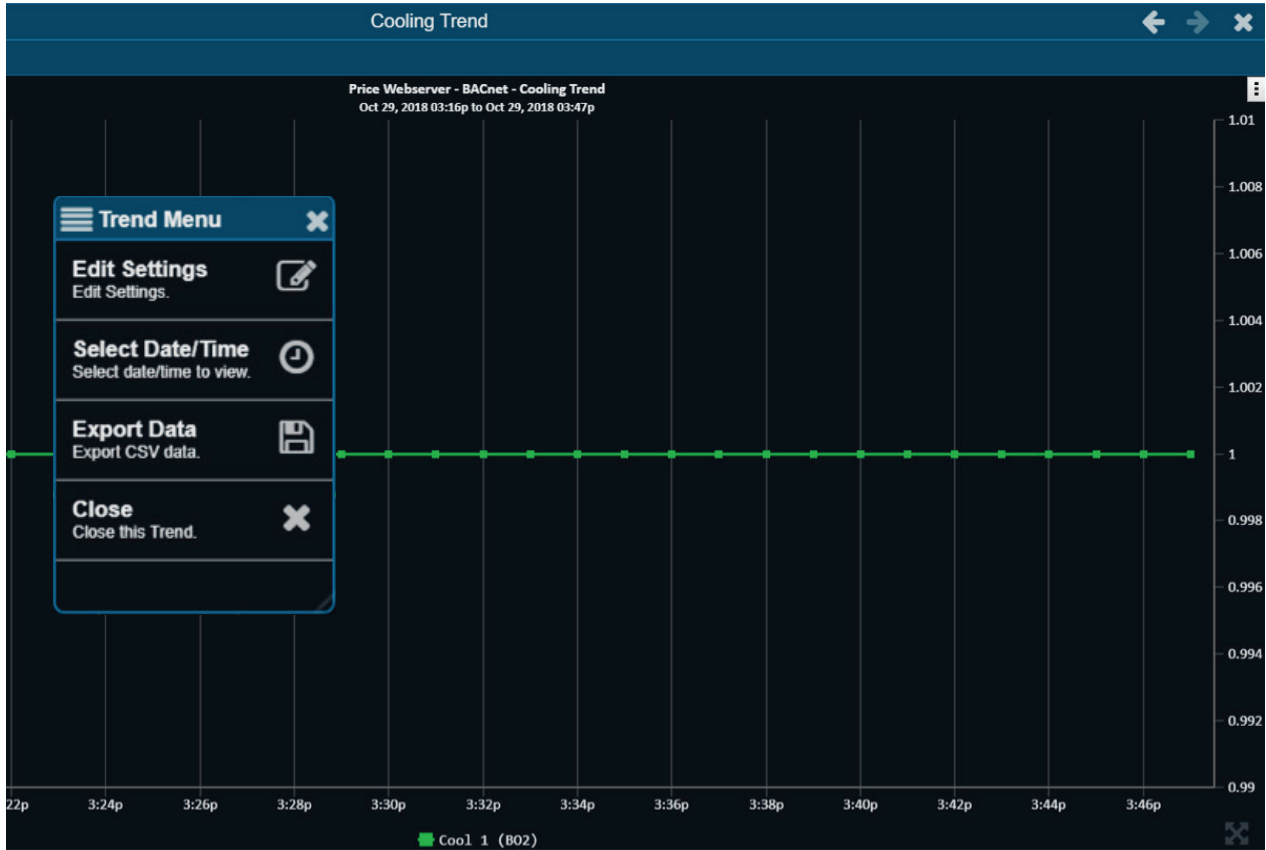 Cooling Trend
Price Webserver - BACnet - Cooling Trend
Oct 29, 2018 03:16p to Oct 29, 2018 03:47p
Trend Menu
Edit Settings
Edit Settings.
Select Date/Time
Select date/time to view.
Export Data
Export CSV data.
Close
Close this Trend.
1.01
1.008
1.006
1.004
1.002
1
0.998
0.996
0.994
0.992
0.99
22p 3:24p 3:26p 3:28p 3:30p 3:32p 3:34p 3:36p 3:38p 3:40p 3:42p 3:44p 3:46p
Cool 1 (BO2)